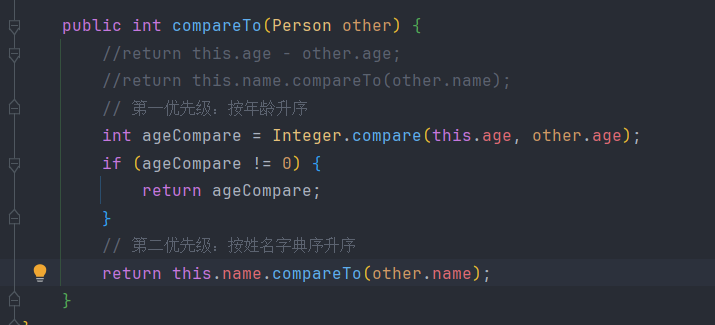 public int compareTo(Person other) {
//return this.age - other.age;
//return this.name.compareTo(other.name);
// 第一优先级：按年龄升序
int ageCompare = Integer.compare(this.age, other.age);
if (ageCompare != 0) {
return ageCompare;
}
// 第二优先级：按姓名字典序升序
return this.name.compareTo(other.name);
}